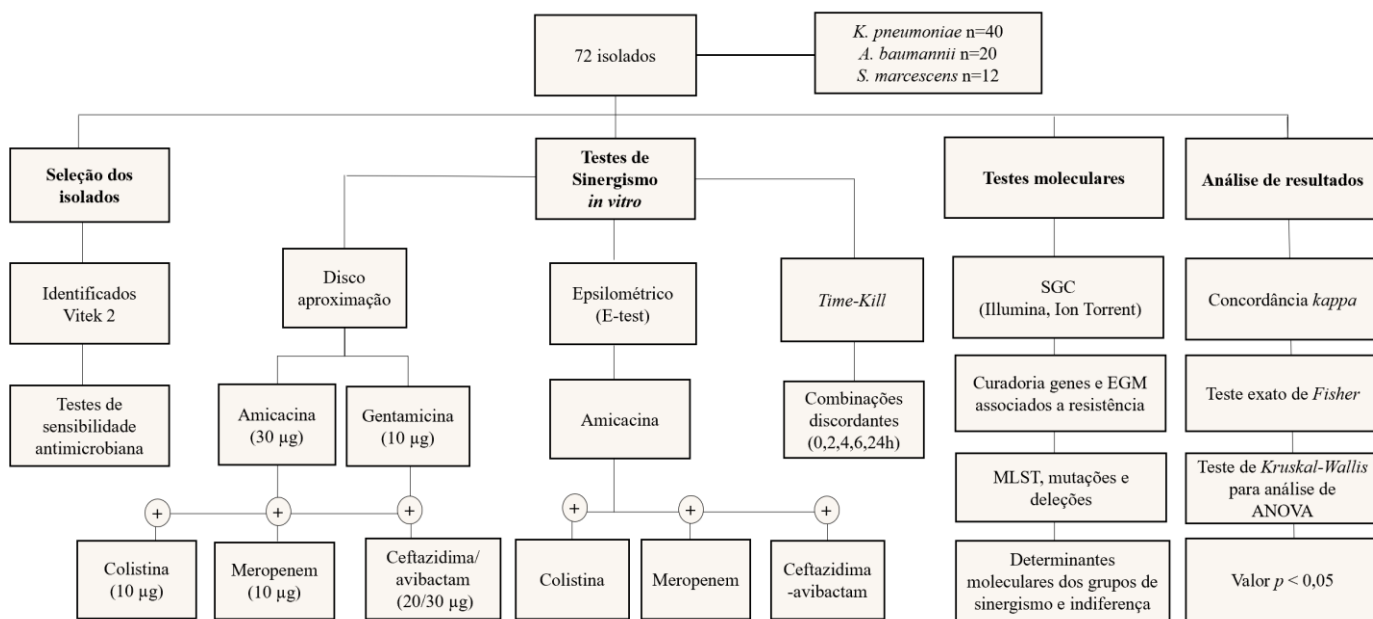 72 isolados
K. pneumoniae n=40
A. baumannii n=20
S. marcescens n=12
Seleção dos
isolados
Identificados
Vitek 2
Testes de
sensibilidade
antimicrobiana
Testes de
Sinergismo
in vitro
Disco
aproximação
Amicacina
(30 µg)
Gentamicina
(10 µg)
+
+
+
Colistina
(10 µg)
Meropenem
(10 µg)
Ceftazidima/
avibactam
(20/30 µg)
Epsilométrico
(E-test)
Amicacina
+
+
+
Colistina
Meropenem
Ceftazidima
-avibactam
Time-Kill
Combinações
discordantes
(0,2,4,6,24h)
Testes moleculares
SGC
(Illumina, Ion Torrent)
Curadoria genes e EGM
associados a resistência
MLST, mutações e
deleções
Determinantes
moleculares dos grupos de
sinergismo e indiferença
Análise de resultados
Concordância kappa
Teste exato de Fisher
Teste de Kruskal-Wallis
para análise de
ANOVA
Valor p < 0,05